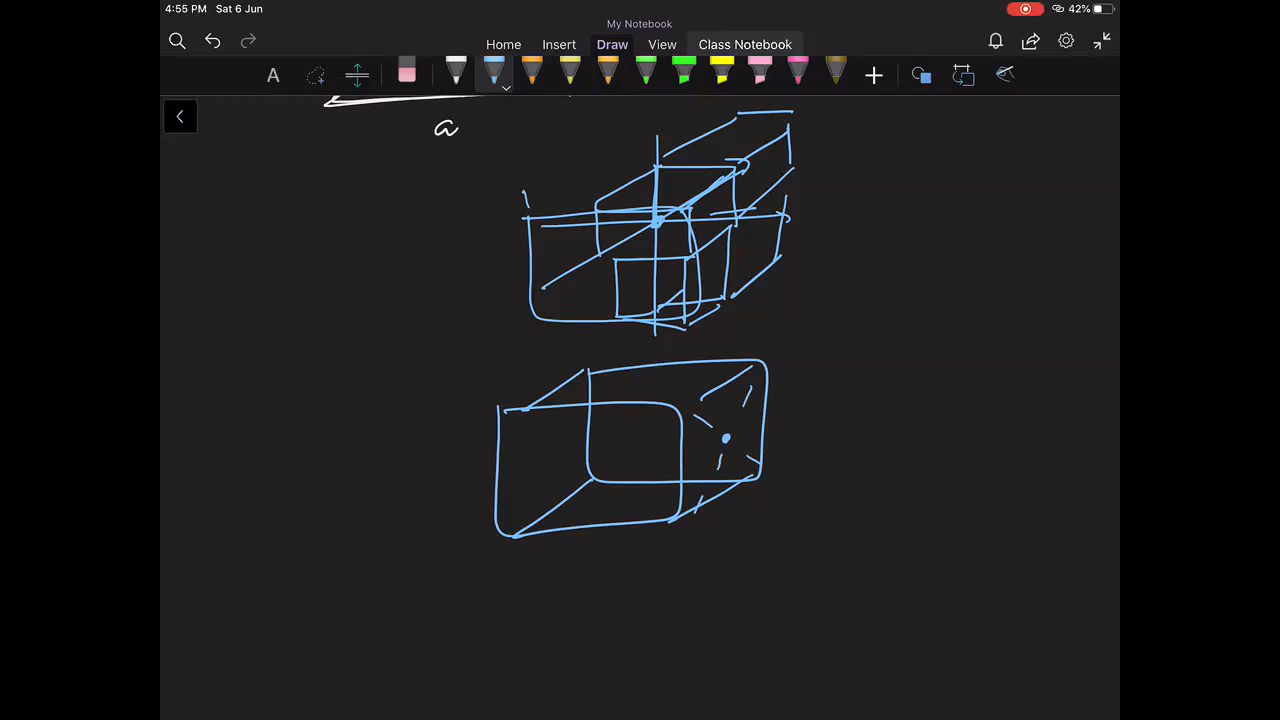 4:55 PM Sat 6 Jun
42%
My Notebook
Home Insert Draw View Class Notebook
A
a